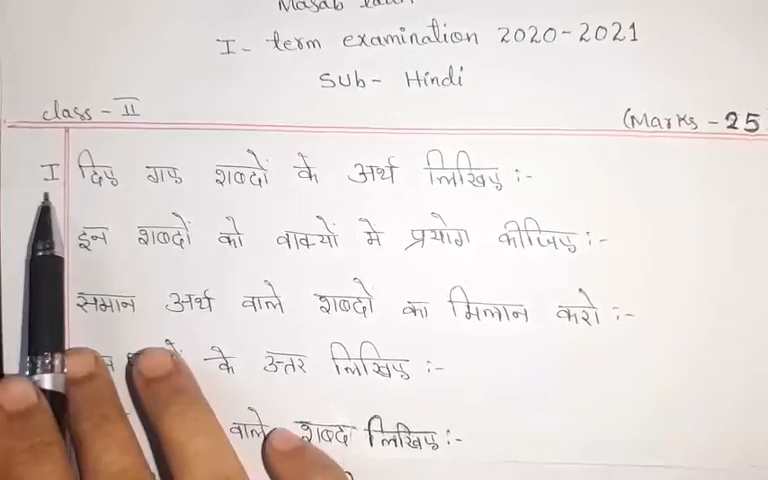 I- term examination 2020-2021
Sub- Hindi
class - II
(Marks - 25
I दिए गए शब्दों के अर्थ लिखिए :-
इन शब्दों को वाक्यों मे प्रयोग कीजिए :-
समान अर्थ वाले शब्दों का मिलान करो :-
के उत्तर लिखिए :-
वाले शब्द लिखिए :-